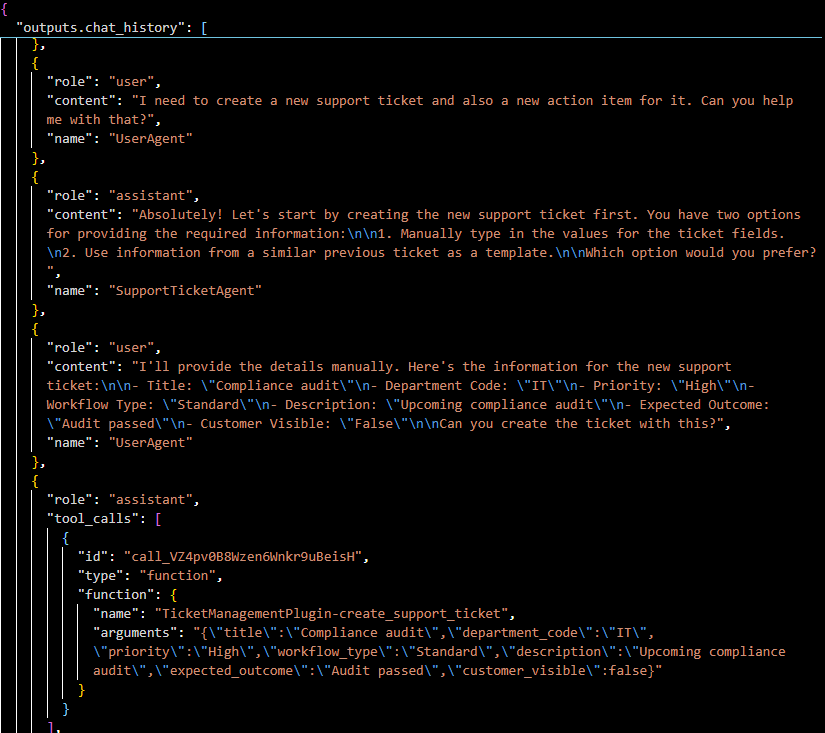 {
"outputs.chat_history": [
},
{
"role": "user",
"content": "I need to create a new support ticket and also a new action item for it. Can you help
me with that?",
"name": "UserAgent"
},
{
"role": "assistant",
"content": "Absolutely! Let's start by creating the new support ticket first. You have two options
for providing the required information:\n\n1. Manually type in the values for the ticket fields.
\n2. Use information from a similar previous ticket as a template.\n\nWhich option would you prefer?
",
"name": "SupportTicketAgent"
},
{
"role": "user",
"content": "I'll provide the details manually. Here's the information for the new support
ticket:\n\n- Title: \"Compliance audit\"\n- Department Code: \"IT\"\n- Priority: \"High\"\n-
Workflow Type: \"Standard\"\n- Description: \"Upcoming compliance audit\"\n- Expected Outcome:
\"Audit passed\"\n- Customer Visible: \"False\"\n\nCan you create the ticket with this?",
"name": "UserAgent"
},
{
"role": "assistant",
"tool_calls": [
{
"id": "call_VZ4pv0B8Wzen6Wnkr9uBeisH",
"type": "function",
"function": {
"name": "TicketManagementPlugin-create_support_ticket",
"arguments": "{\"title\":\"Compliance audit\",\"department_code\":\"IT\",
\"priority\":\"High\",\"workflow_type\":\"Standard\",\"description\":\"Upcoming compliance
audit\",\"expected_outcome\":\"Audit passed\",\"customer_visible\":false}"
}
}
],